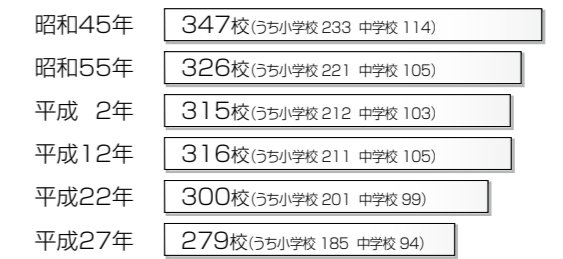 昭和45年 347校(うち小学校 233 中学校 114)
昭和55年 326校(うち小学校 221 中学校 105)
平成 2年 315校(うち小学校 212 中学校 103)
平成12年 316校(うち小学校 211 中学校 105)
平成22年 300校(うち小学校 201 中学校 99)
平成27年 279校(うち小学校 185 中学校 94)